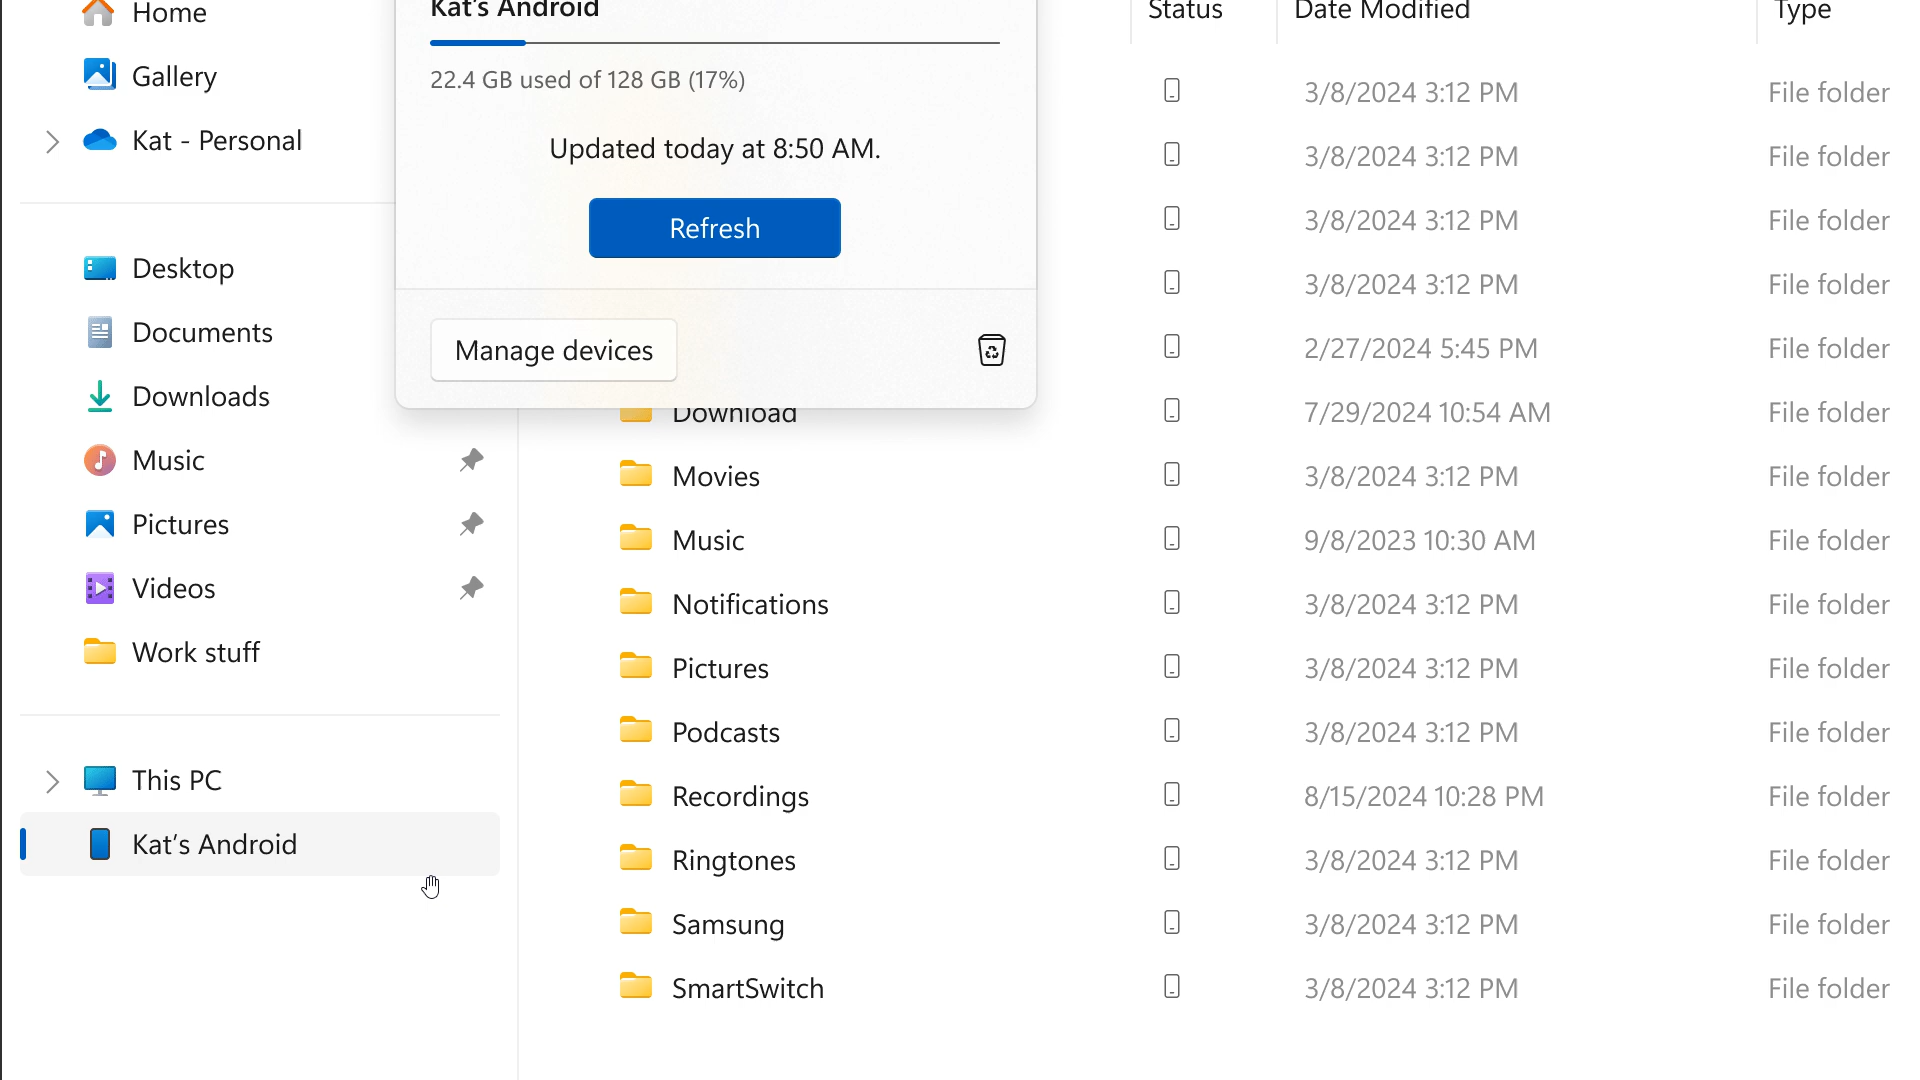 Home
Gallery
Kat - Personal
Desktop
Documents
Downloads
Music
Pictures
Videos
Work stuff
This PC
Kat's Android
Kat's Android
22.4 GB used of 128 GB (17%)
Updated today at 8:50 AM.
Refresh
Manage devices
Status Date Modified Type
3/8/2024 3:12 PM File folder
3/8/2024 3:12 PM File folder
3/8/2024 3:12 PM File folder
3/8/2024 3:12 PM File folder
2/27/2024 5:45 PM File folder
Download 7/29/2024 10:54 AM File folder
Movies 3/8/2024 3:12 PM File folder
Music 9/8/2023 10:30 AM File folder
Notifications 3/8/2024 3:12 PM File folder
Pictures 3/8/2024 3:12 PM File folder
Podcasts 3/8/2024 3:12 PM File folder
Recordings 8/15/2024 10:28 PM File folder
Ringtones 3/8/2024 3:12 PM File folder
Samsung 3/8/2024 3:12 PM File folder
SmartSwitch 3/8/2024 3:12 PM File folder